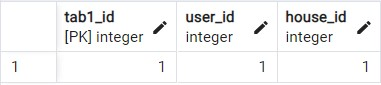 tab1_id user_id house_id
[PK] integer integer integer
1 1 1 1